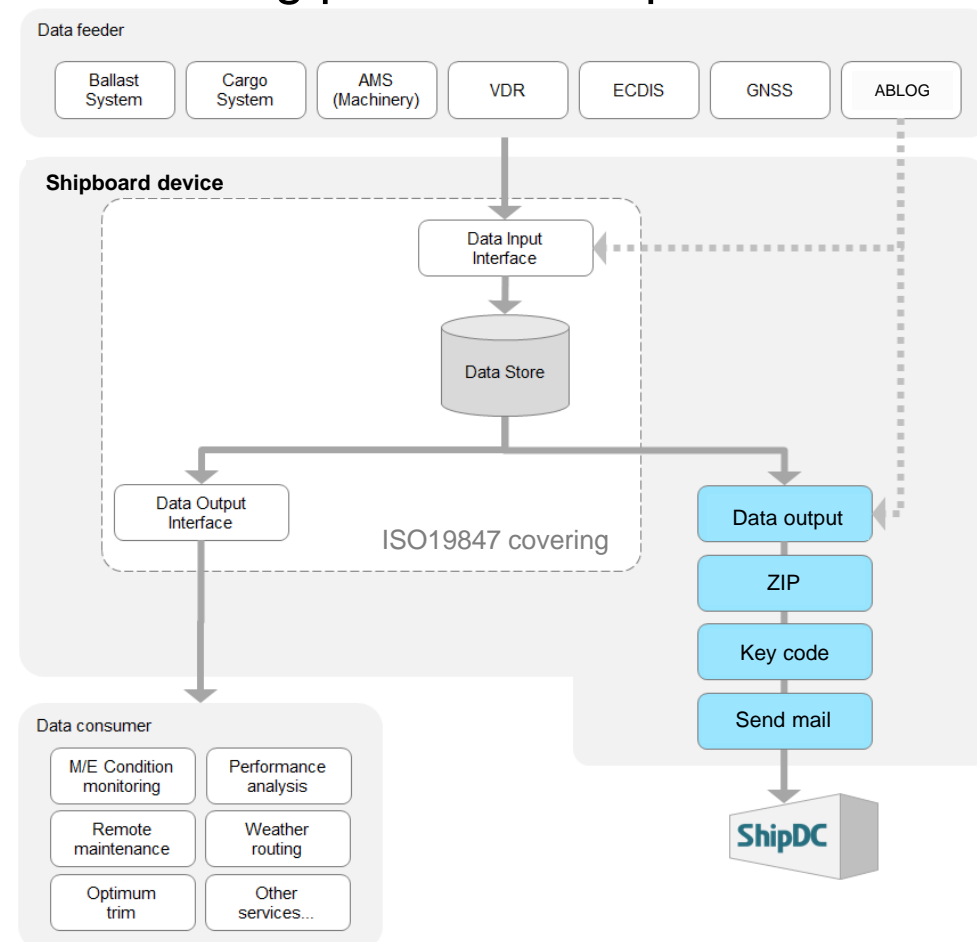 Data feeder
Ballast
System
Cargo
System
AMS
(Machinery)
VDR
ECDIS
GNSS
ABLOG
Shipboard device
Data Input
Interface
Data Store
Data Output
Interface
ISO19847 covering
Data output
ZIP
Key code
Send mail
Data consumer
M/E Condition
monitoring
Performance
analysis
Remote
maintenance
Weather
routing
Optimum
trim
Other
services...
ShipDC